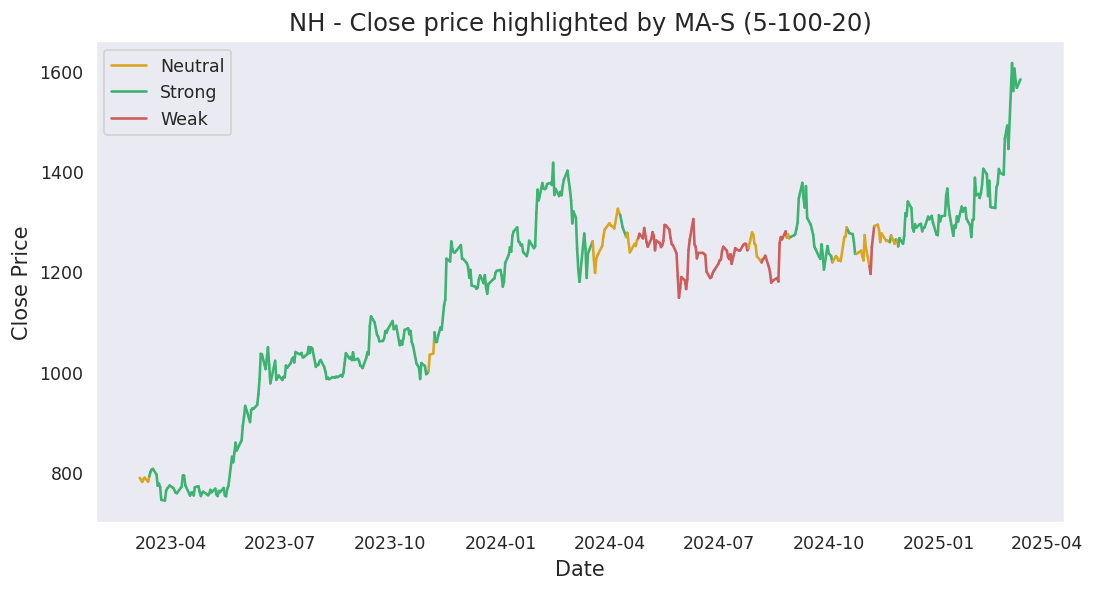 NH - Close price highlighted by MA-S (5-100-20)
Neutral
Strong
Weak
1600
1400
1200
1000
800
Close Price
2023-04 2023-07 2023-10 2024-01 2024-04 2024-07 2024-10 2025-01 2025-04
Date